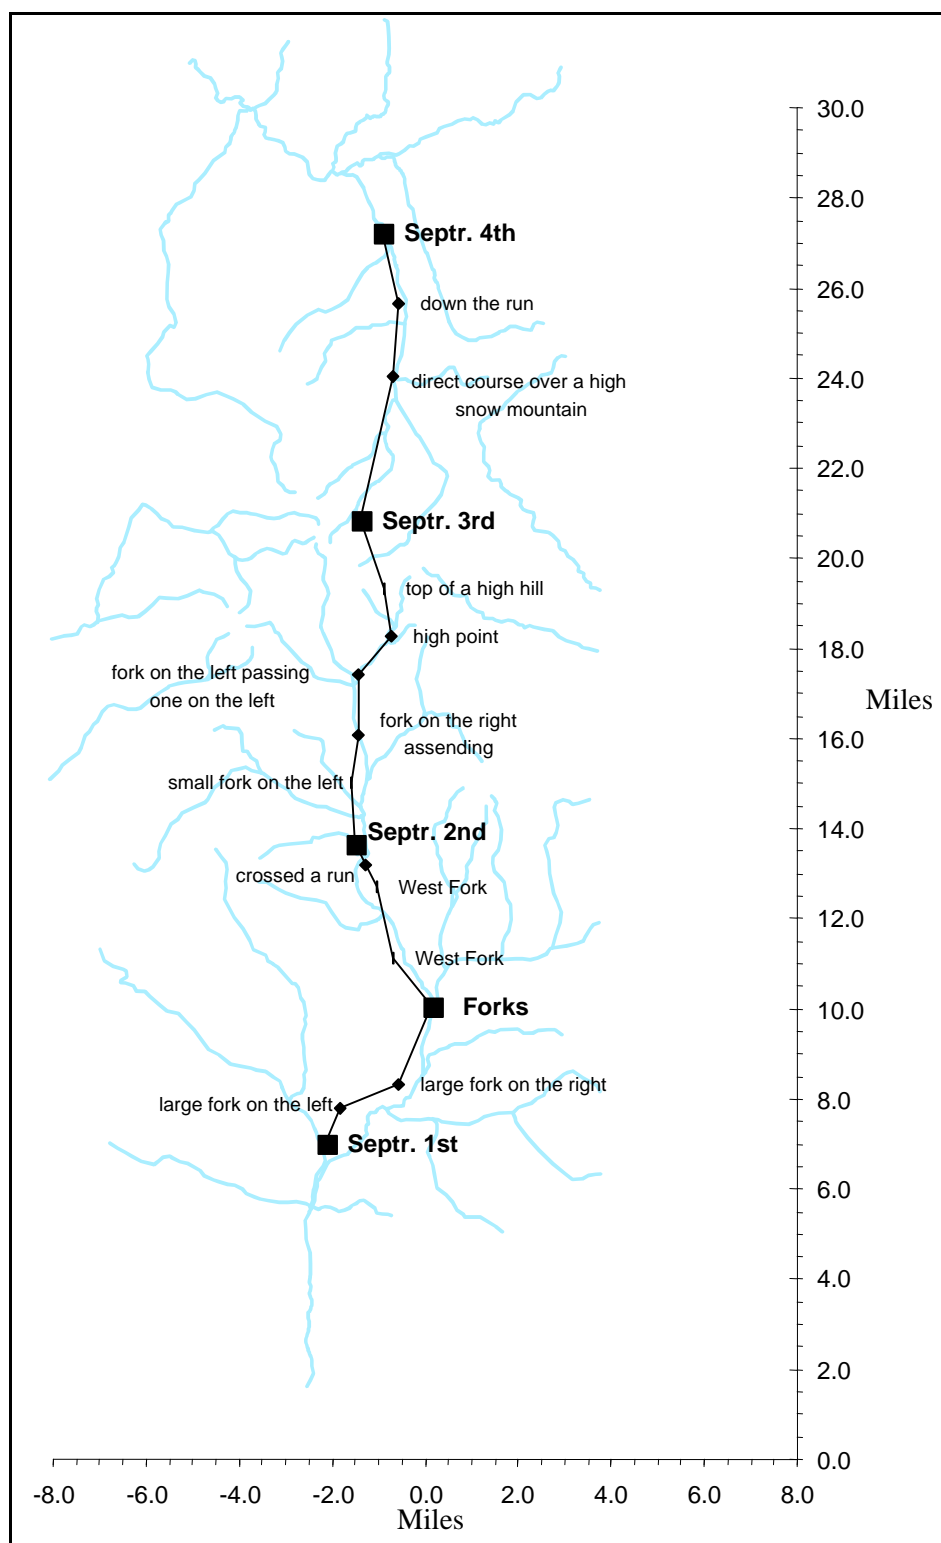 30.0
28.0
Septr. 4th
26.0
down the run
24.0
direct course over a high
snow mountain
22.0
Septr. 3rd
20.0
top of a high hill
high point
18.0
fork on the left passing
one on the left
Miles
fork on the right
assending
16.0
small fork on the left
Septr. 2nd
14.0
crossed a run
West Fork
12.0
West Fork
Forks
10.0
large fork on the right
large fork on the left
8.0
Septr. 1st
6.0
4.0
2.0
0.0
-8.0 -6.0 -4.0 -2.0 0.0 2.0 4.0 6.0 8.0
Miles